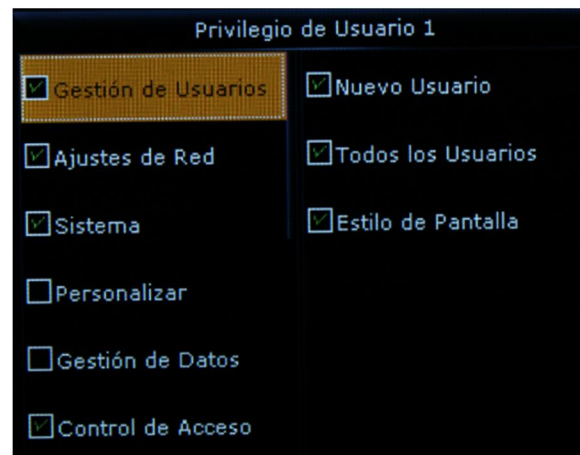 Privilegio de Usuario 1
Gestión de Usuarios
Ajustes de Red
Sistema
Personalizar
Gestión de Datos
Control de Acceso
Nuevo Usuario
Todos los Usuarios
Estilo de Pantalla